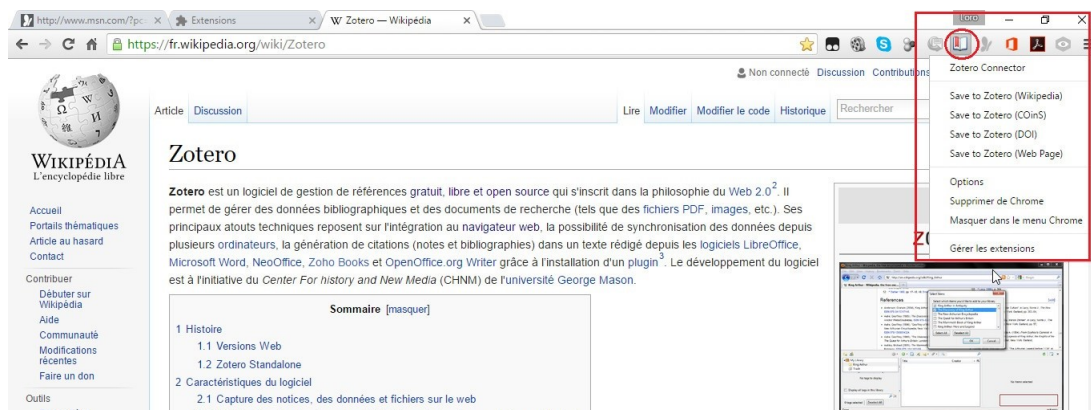 http://www.msn.com/?pc
Extensions
Zotero — Wikipédia
Loro
https://fr.wikipedia.org/wiki/Zotero
Non connecté Discussion Contributions
Article Discussion
Lire Modifier Modifier le code Historique
Rechercher
WIKIPÉDIA
L'encyclopédie libre
Accueil
Portails thématiques
Article au hasard
Contact
Contribuer
Débuter sur
Wikipédia
Aide
Communauté
Modifications
récentes
Faire un don
Outils
Zotero
Zotero est un logiciel de gestion de références gratuit, libre et open source qui s'inscrit dans la philosophie du Web 2.02. Il
permet de gérer des données bibliographiques et des documents de recherche (tels que des fichiers PDF, images, etc.). Ses
principaux atouts techniques reposent sur l'intégration au navigateur web, la possibilité de synchronisation des données depuis
plusieurs ordinateurs, la génération de citations (notes et bibliographies) dans un texte rédigé depuis les logiciels LibreOffice,
Microsoft Word, NeoOffice, Zoho Books et OpenOffice.org Writer grâce à l'installation d'un plugin3. Le développement du logiciel
est à l'initiative du Center For history and New Media (CHNM) de l'université George Mason.
Sommaire [masquer]
1 Histoire
1.1 Versions Web
1.2 Zotero Standalone
2 Caractéristiques du logiciel
2.1 Capture des notices, des données et fichiers sur le web
Zotero Connector
Save to Zotero (Wikipedia)
Save to Zotero (COinS)
Save to Zotero (DOI)
Save to Zotero (Web Page)
Options
Supprimer de Chrome
Masquer dans le menu Chrome
Gérer les extensions
References